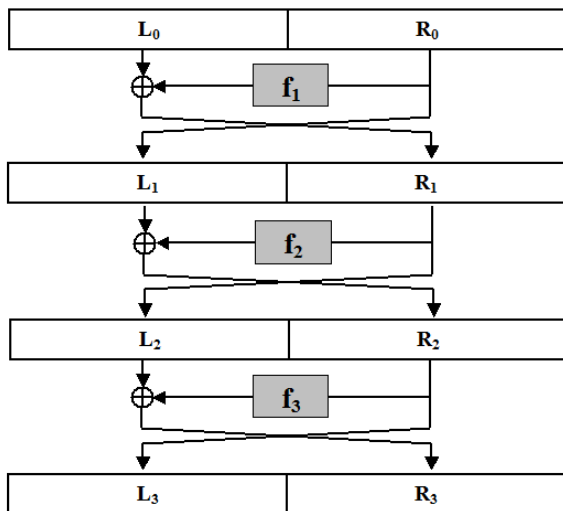 L₀ R₀
f₁
L₁ R₁
f₂
L₂ R₂
f₃
L₃ R₃